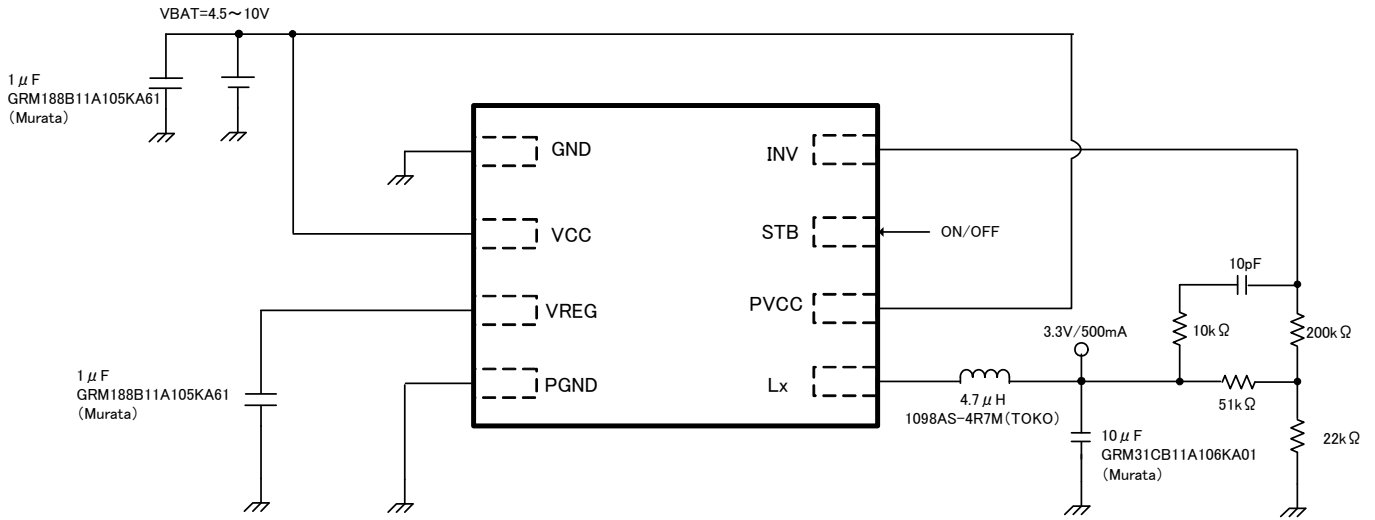 VBAT=4.5～10V
1μF
GRM188B11A105KA61
(Murata)
GND
VCC
VREG
PGND
INV
STB
PVCC
Lx
ON/OFF
1μF
GRM188B11A105KA61
(Murata)
10pF
10kΩ
200kΩ
3.3V/500mA
51kΩ
4.7μH
1098AS-4R7M(TOKO)
22kΩ
10μF
GRM31CB11A106KA01
(Murata)